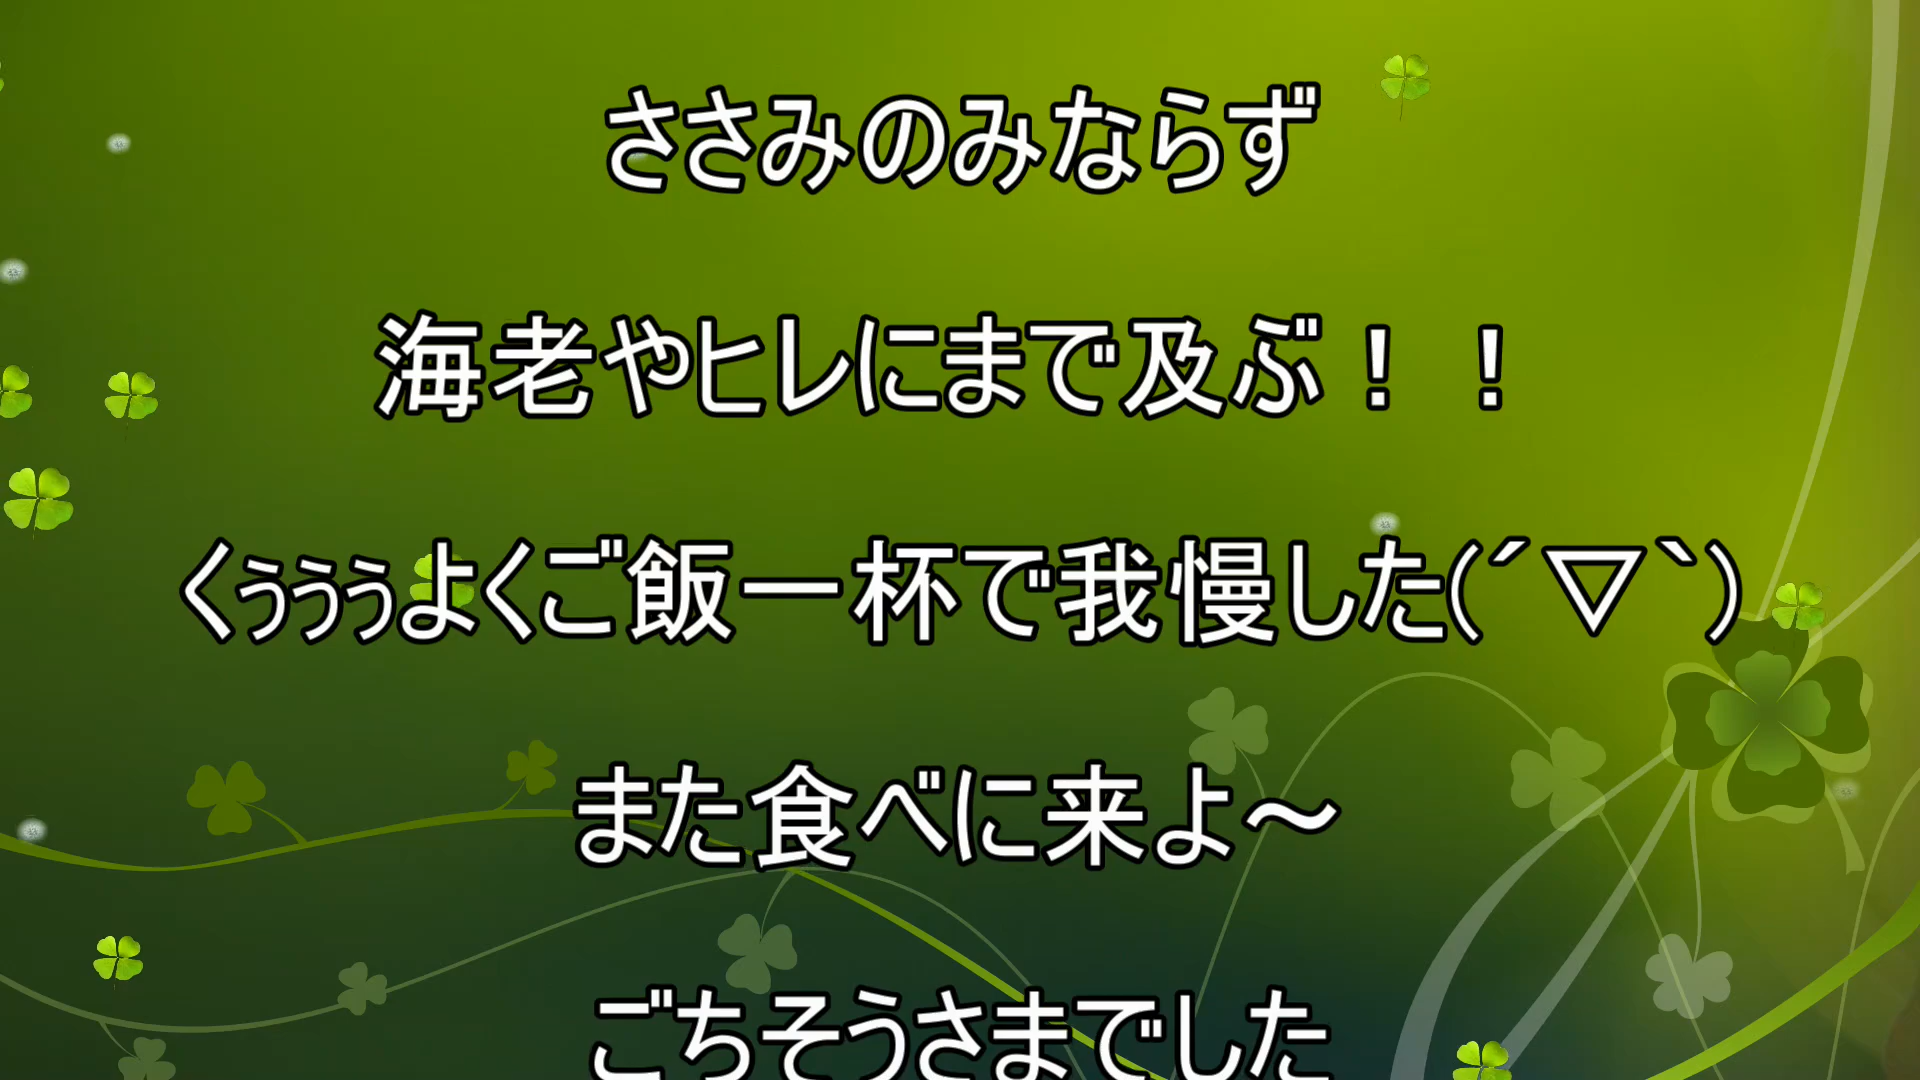 ささみのみならず
海老やヒレにまで及ぶ！！
くぅぅぅよくご飯一杯で我慢した(´▽`)
また食べに来よ～
ごちそうさまでした